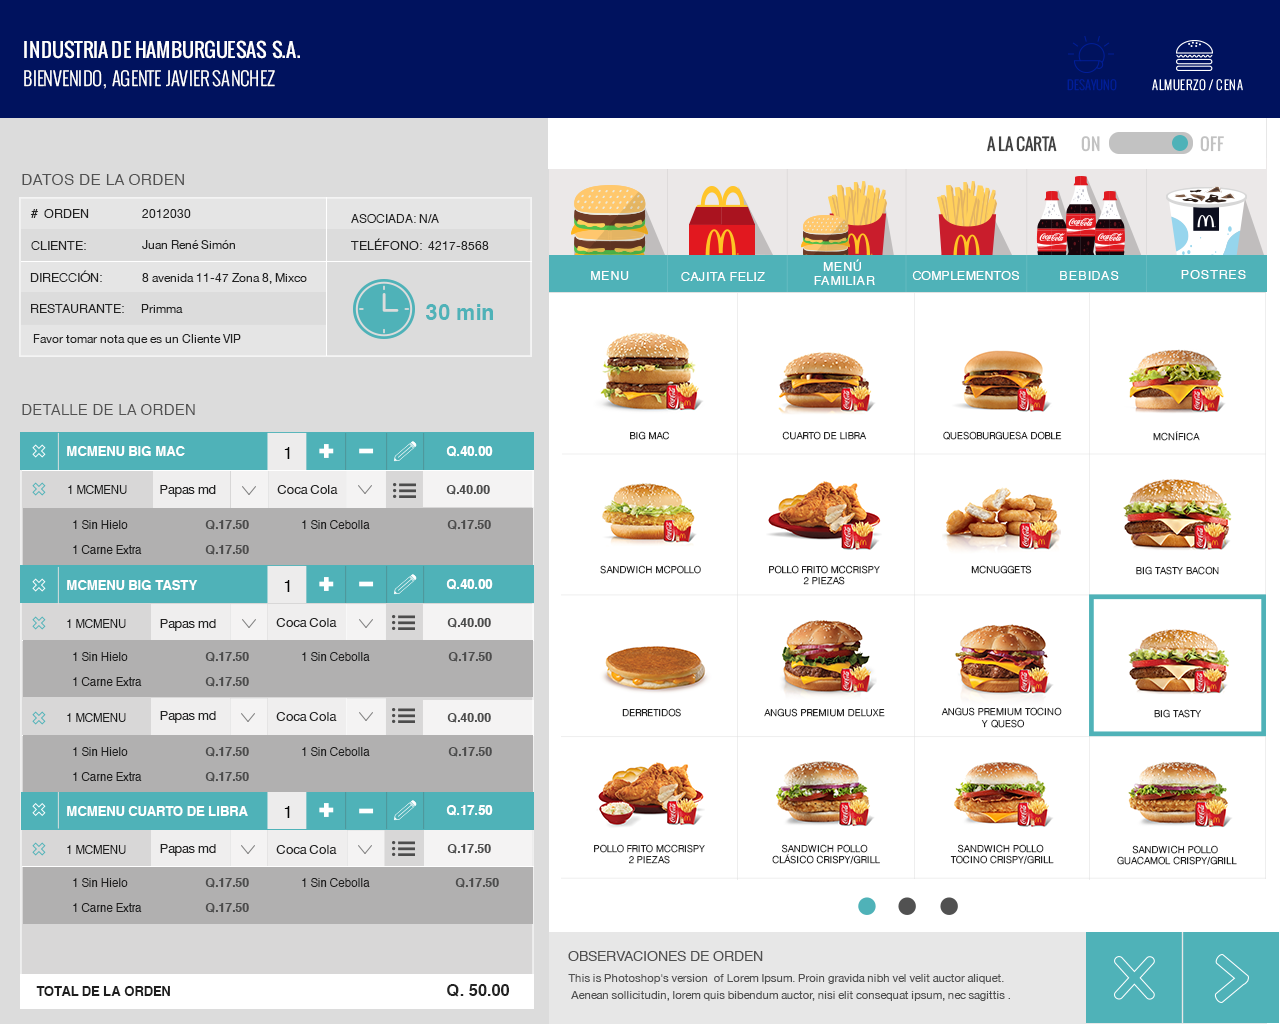 INDUSTRIA DE HAMBURGUESAS S.A.
BIENVENIDO, AGENTE JAVIER SANCHEZ
DESAYUNO
ALMUERZO / CENA
A LA CARTA ON OFF
DATOS DE LA ORDEN
# ORDEN 2012030
ASOCIADA: N/A
CLIENTE: Juan René Simón
TELÉFONO: 4217-8568
DIRECCIÓN: 8 avenida 11-47 Zona 8, Mixco
RESTAURANTE: Primma
30 min
Favor tomar nota que es un Cliente VIP
DETALLE DE LA ORDEN
MCMENU BIG MAC 1 Q.40.00
1 MCMENU Papas md Coca Cola Q.40.00
1 Sin Hielo Q.17.50 1 Sin Cebolla Q.17.50
1 Carne Extra Q.17.50
MCMENU BIG TASTY 1 Q.40.00
1 MCMENU Papas md Coca Cola Q.40.00
1 Sin Hielo Q.17.50 1 Sin Cebolla Q.17.50
1 Carne Extra Q.17.50
1 MCMENU Papas md Coca Cola Q.40.00
1 Sin Hielo Q.17.50 1 Sin Cebolla Q.17.50
1 Carne Extra Q.17.50
MCMENU CUARTO DE LIBRA 1 Q.17.50
1 MCMENU Papas md Coca Cola Q.17.50
1 Sin Hielo Q.17.50 1 Sin Cebolla Q.17.50
1 Carne Extra Q.17.50
TOTAL DE LA ORDEN Q. 50.00
Coca-Cola Coca-Cola Coca-Cola
MENU
CAJITA FELIZ
MENÚ
FAMILIAR
COMPLEMENTOS
BEBIDAS
POSTRES
BIG MAC
CUARTO DE LIBRA
QUESOBURGUESA DOBLE
MCNÍFICA
SANDWICH MCPOLLO
POLLO FRITO MCCRISPY
2 PIEZAS
MCNUGGETS
BIG TASTY BACON
DERRETIDOS
ANGUS PREMIUM DELUXE
ANGUS PREMIUM TOCINO
Y QUESO
BIG TASTY
POLLO FRITO MCCRISPY
2 PIEZAS
SANDWICH POLLO
CLÁSICO CRISPY/GRILL
SANDWICH POLLO
TOCINO CRISPY/GRILL
SANDWICH POLLO
GUACAMOL CRISPY/GRILL
OBSERVACIONES DE ORDEN
This is Photoshop's version of Lorem Ipsum. Proin gravida nibh vel velit auctor aliquet.
Aenean sollicitudin, lorem quis bibendum auctor, nisi elit consequat ipsum, nec sagittis .